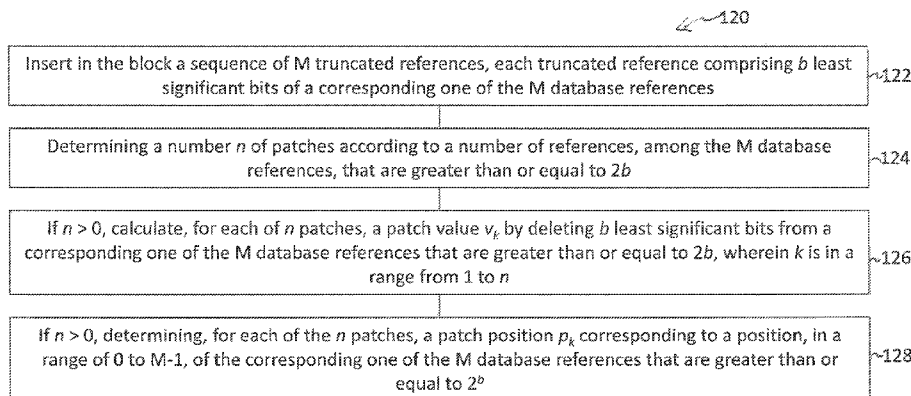 120
Insert in the block a sequence of M truncated references, each truncated reference comprising b least
significant bits of a corresponding one of the M database references
122
Determining a number n of patches according to a number of references, among the M database
references, that are greater than or equal to 2b
124
If n > 0, calculate, for each of n patches, a patch value vk by deleting b least significant bits from a
corresponding one of the M database references that are greater than or equal to 2b, wherein k is in a
range from 1 to n
126
If n > 0, determining, for each of the n patches, a patch position pk corresponding to a position, in a
range of 0 to M-1, of the corresponding one of the M database references that are greater than or
equal to 2^b
128